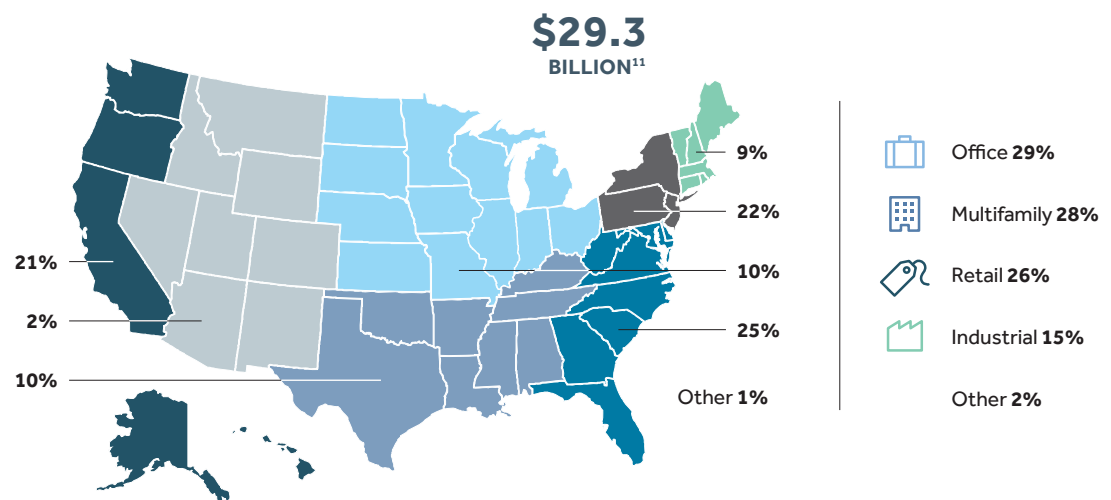 $29.3
BILLION¹¹
9%
22%
21%
10%
2%
25%
10%
Other 1%
Office 29%
Multifamily 28%
Retail 26%
Industrial 15%
Other 2%